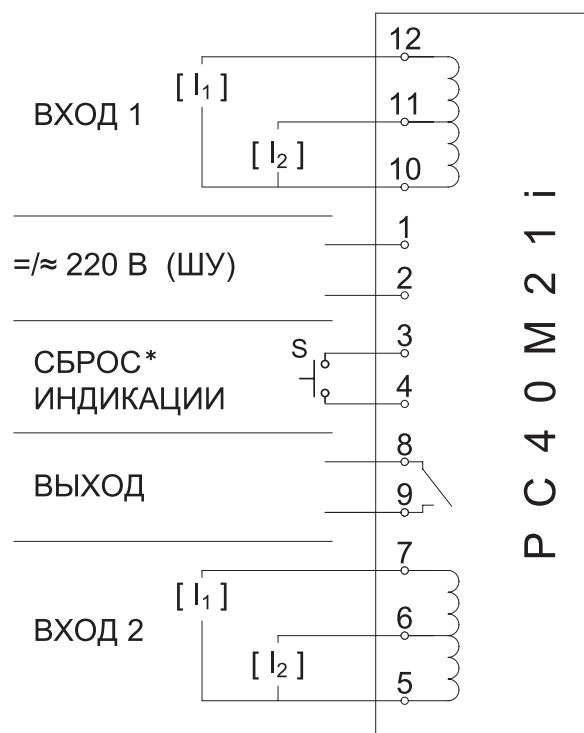 12
[ I₁ ]
ВХОД 1
11
[ I₂ ]
10
1
=/≈ 220 В (ШУ)
2
S
3
СБРОС*
ИНДИКАЦИИ
4
8
ВЫХОД
9
7
[ I₁ ]
ВХОД 2
6
[ I₂ ]
5
РС40М21i